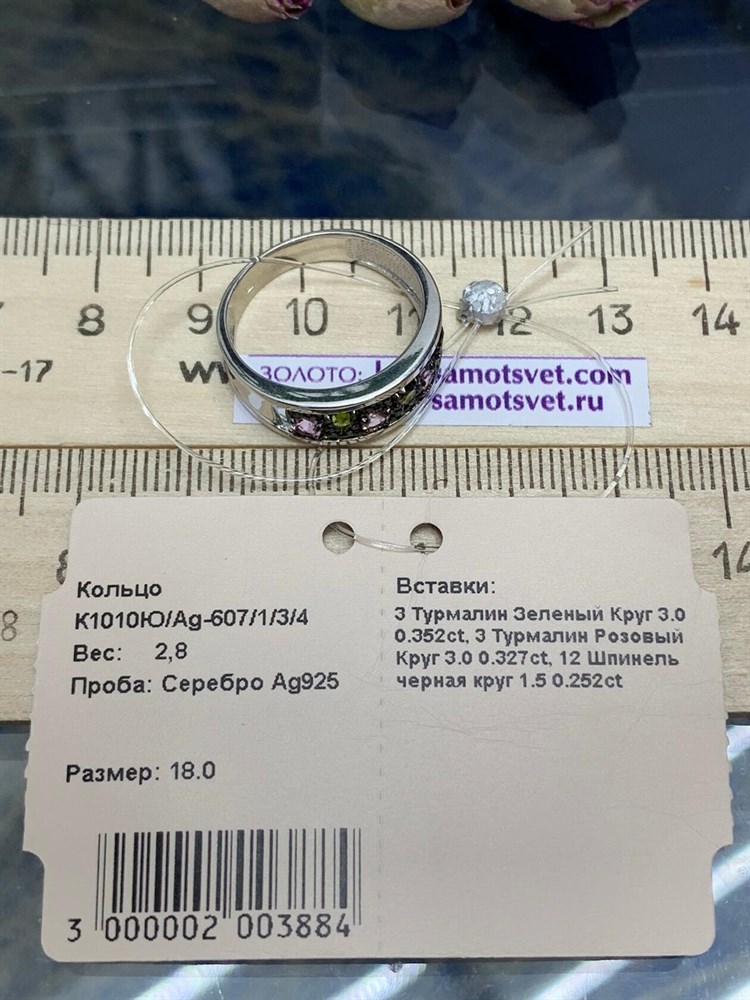 8 9 10 11 12 13 14
-17
ЗОЛОТО: samotsvet.com
samotsvet.ru
14
8
Кольцо
К1010Ю/Ag-607/1/3/4
Вес: 2,8
Проба: Серебро Ag925
Размер: 18.0
Вставки:
3 Турмалин Зеленый Круг 3.0
0.352ct, 3 Турмалин Розовый
Круг 3.0 0.327ct, 12 Шпинель
черная круг 1.5 0.252ct
3 000002 003884